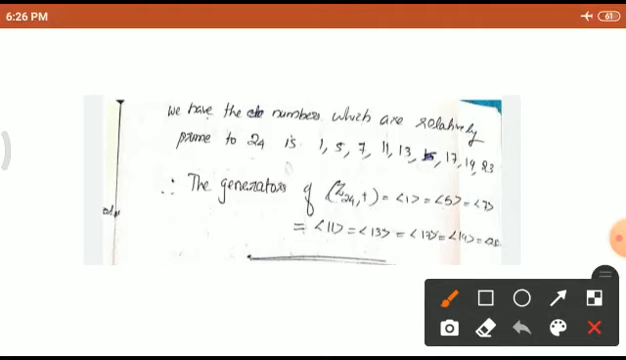 6:26 PM
61
We have the numbers which are relatively
prime to 24 is 1, 5, 7, 11, 13, 17, 19, 23
∴ The generators of (Z24, +) = <1> = <5> = <7>
= <11> = <13> = <17> = <19> =